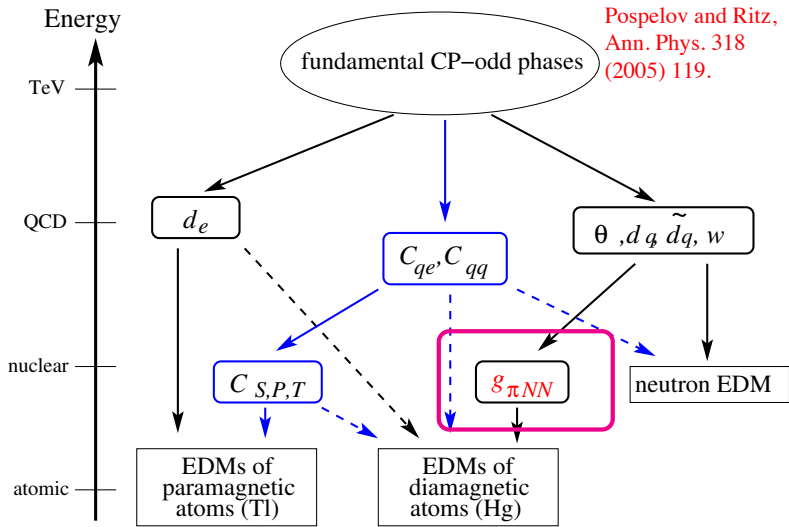 Energy
Pospelov and Ritz,
Ann. Phys. 318
(2005) 119.
fundamental CP−odd phases
TeV
QCD
d_e
C_qe, C_qq
θ, d_q, d̃_q, w
nuclear
C_S,P,T
g_πNN
neutron EDM
atomic
EDMs of
paramagnetic
atoms (Tl)
EDMs of
diamagnetic
atoms (Hg)